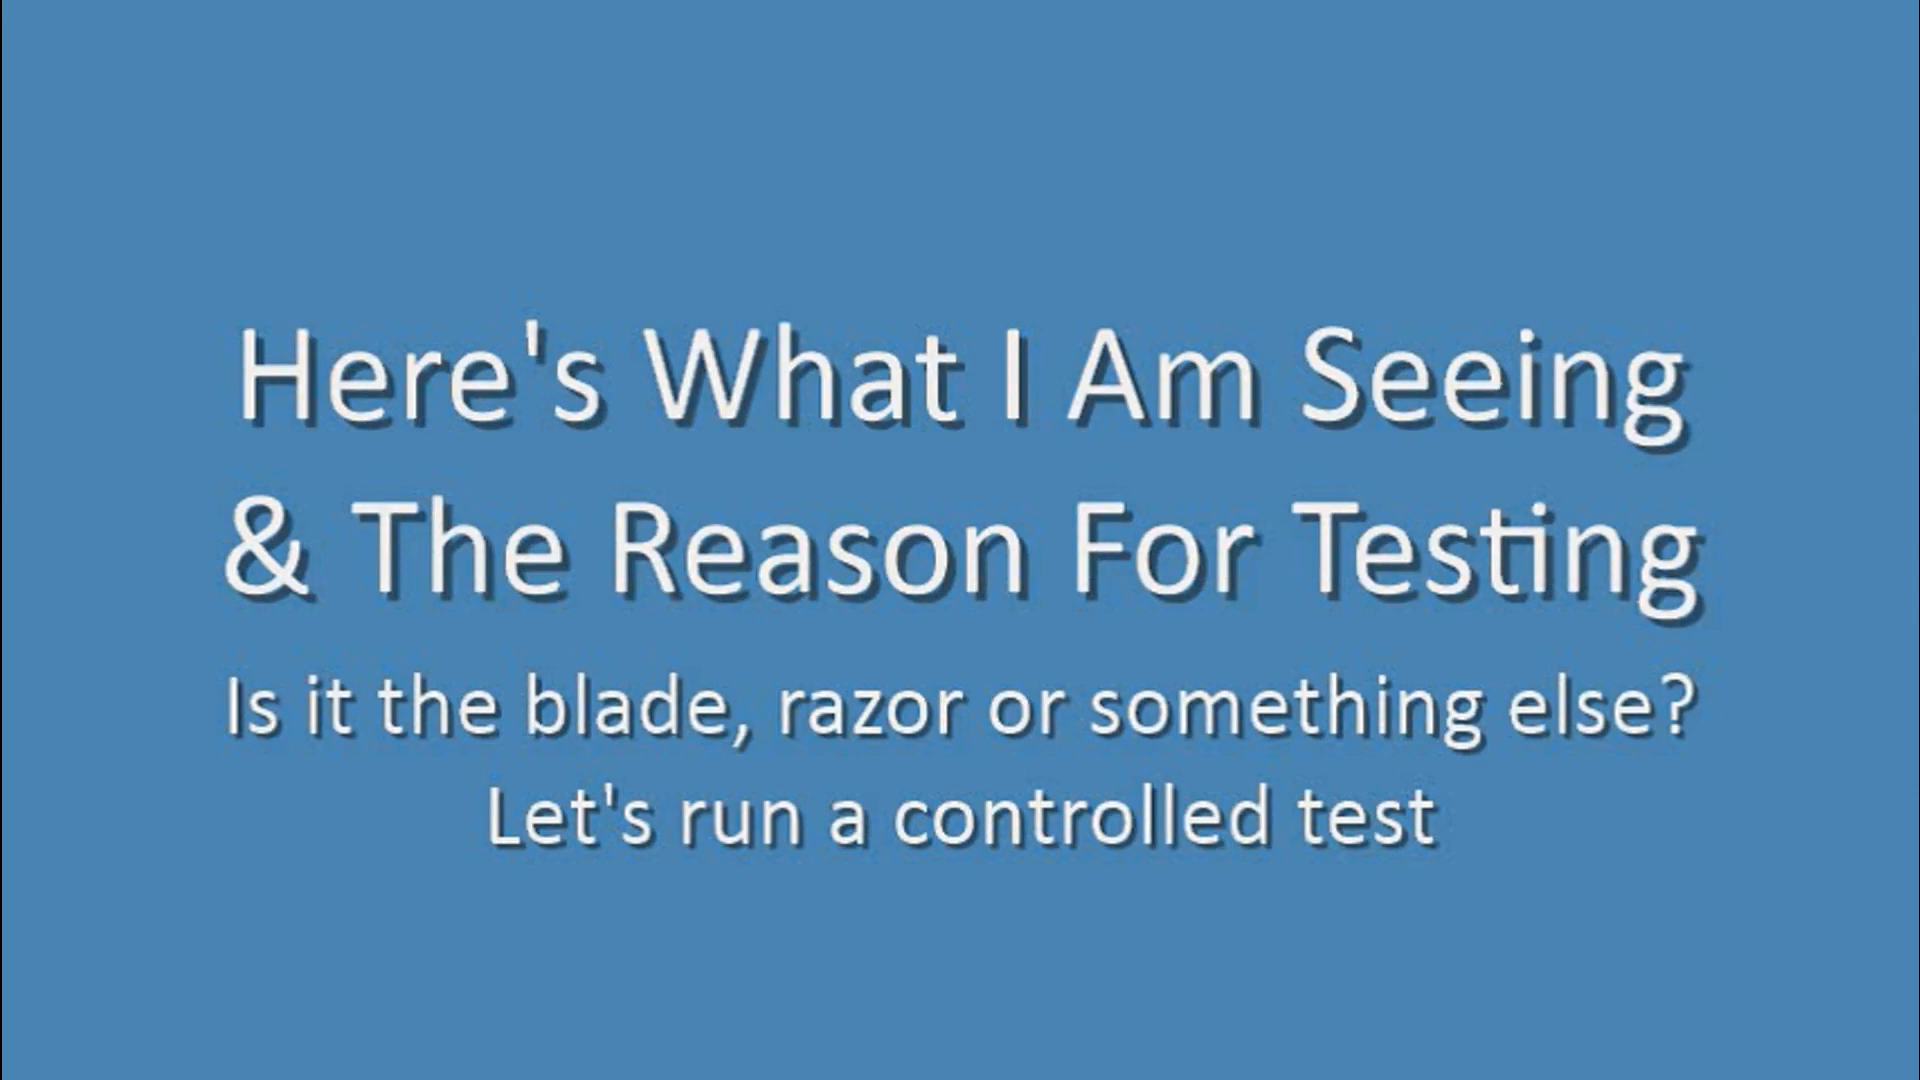 Here's What I Am Seeing
& The Reason For Testing
Is it the blade, razor or something else?
Let's run a controlled test